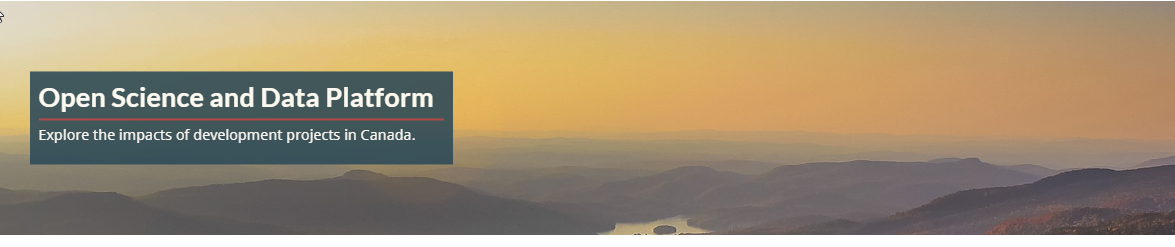 Open Science and Data Platform
Explore the impacts of development projects in Canada.